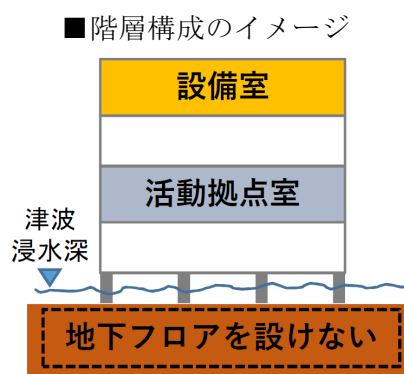 ■階層構成のイメージ
設備室
活動拠点室
津波
浸水深
地下フロアを設けない